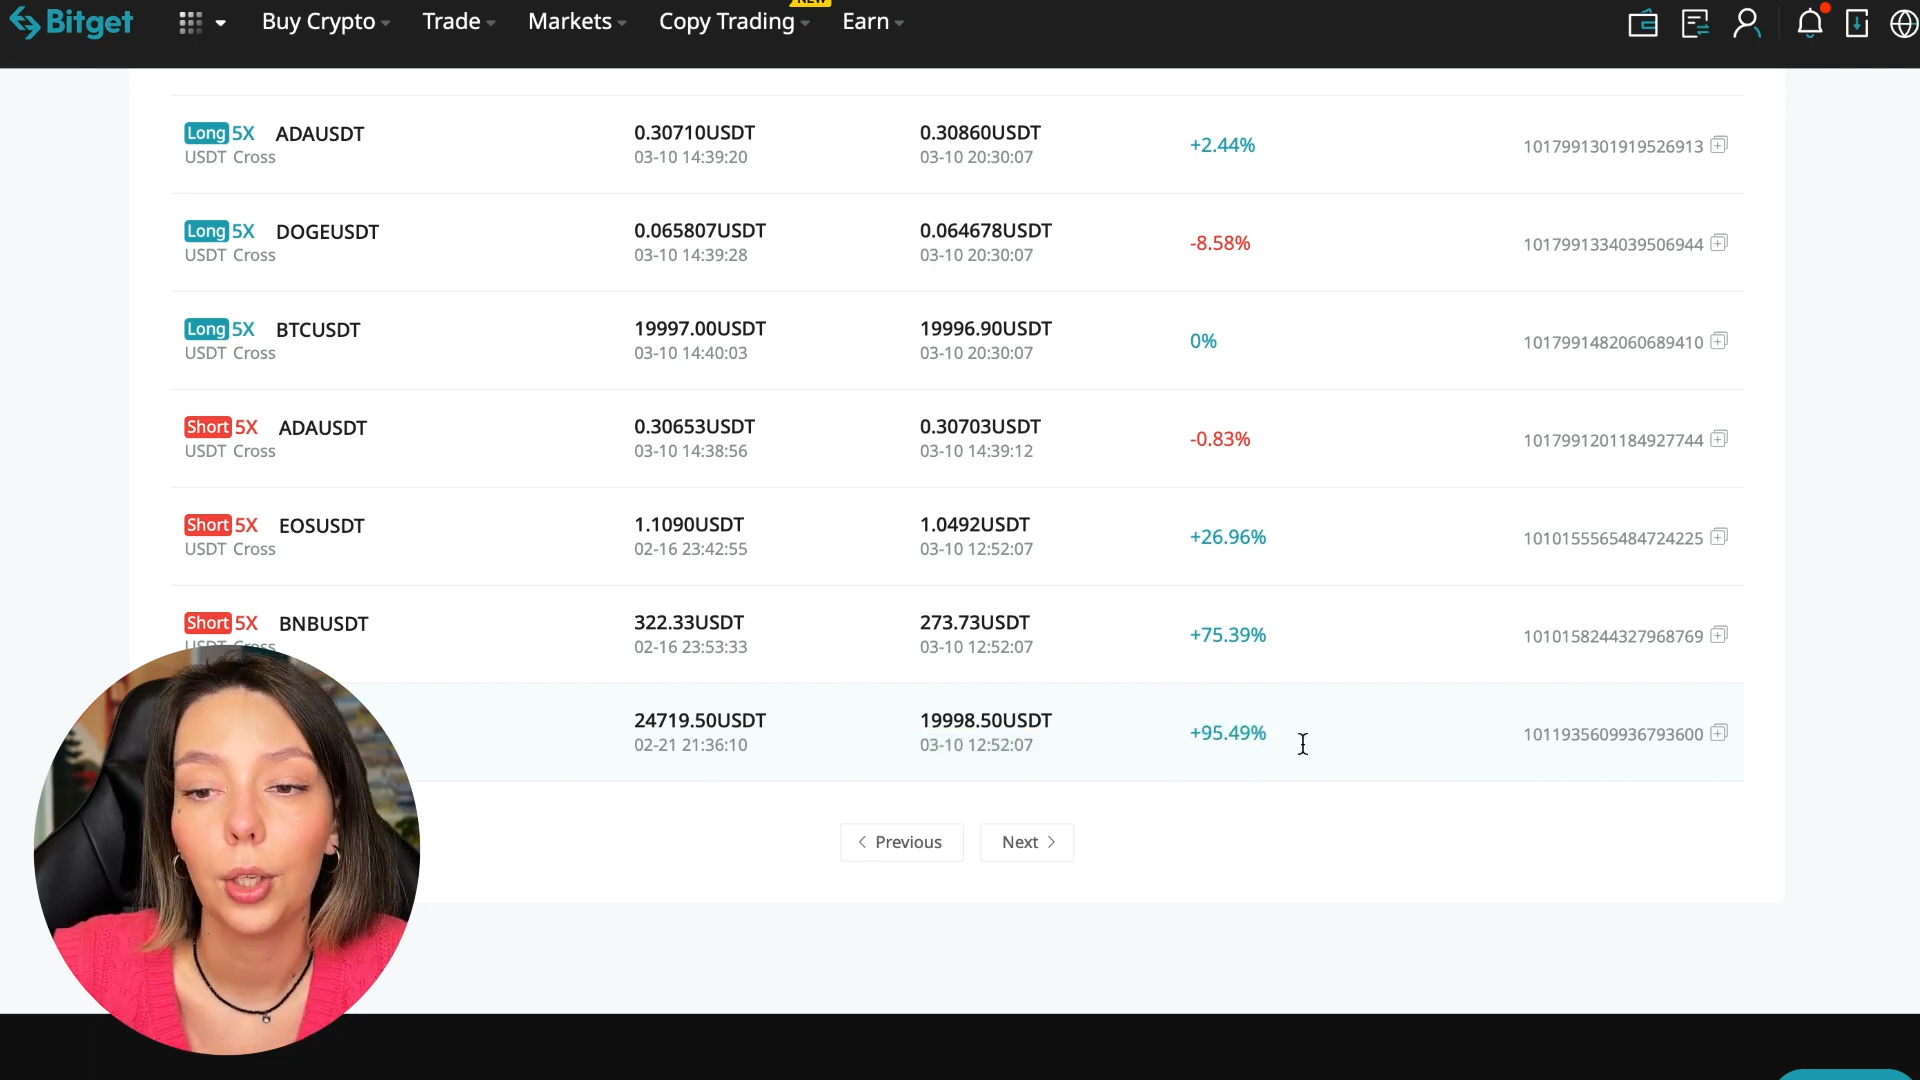 Bitget
Buy Crypto
Trade
Markets
Copy Trading
NEW
Earn
Long 5X ADAUSDT
USDT Cross
0.30710USDT
03-10 14:39:20
0.30860USDT
03-10 20:30:07
+2.44%
1017991301919526913
Long 5X DOGEUSDT
USDT Cross
0.065807USDT
03-10 14:39:28
0.064678USDT
03-10 20:30:07
-8.58%
1017991334039506944
Long 5X BTCUSDT
USDT Cross
19997.00USDT
03-10 14:40:03
19996.90USDT
03-10 20:30:07
0%
1017991482060689410
Short 5X ADAUSDT
USDT Cross
0.30653USDT
03-10 14:38:56
0.30703USDT
03-10 14:39:12
-0.83%
1017991201184927744
Short 5X EOSUSDT
USDT Cross
1.1090USDT
02-16 23:42:55
1.0492USDT
03-10 12:52:07
+26.96%
1010155565484724225
Short 5X BNBUSDT
USDT Cross
322.33USDT
02-16 23:53:33
273.73USDT
03-10 12:52:07
+75.39%
1010158244327968769
24719.50USDT
02-21 21:36:10
19998.50USDT
03-10 12:52:07
+95.49%
1011935609936793600
Previous
Next